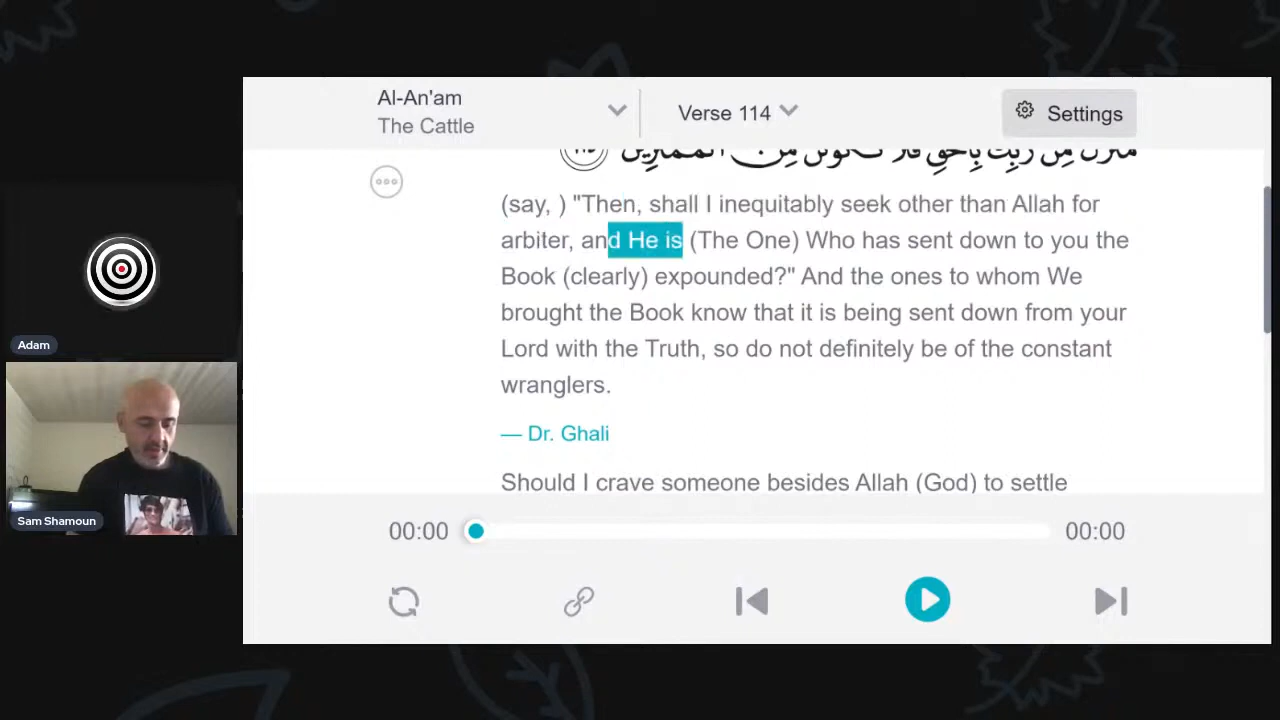 Al-An'am
The Cattle
Verse 114
Settings
(say, ) "Then, shall I inequitably seek other than Allah for
arbiter, and He is (The One) Who has sent down to you the
Book (clearly) expounded?" And the ones to whom We
brought the Book know that it is being sent down from your
Lord with the Truth, so do not definitely be of the constant
wranglers.
— Dr. Ghali
Should I crave someone besides Allah (God) to settle
00:00
00:00
Adam
Sam Shamoun